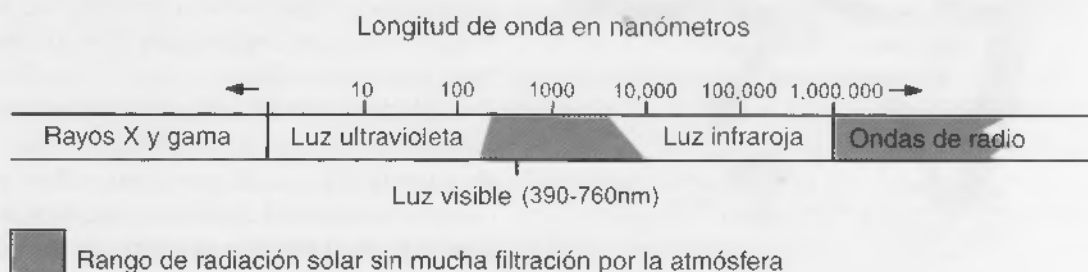 Longitud de onda en nanómetros
10 100 1000 10,000 100,000 1,000,000
Rayos X y gama Luz ultravioleta Luz infraroja Ondas de radio
Luz visible (390-760nm)
Rango de radiación solar sin mucha filtración por la atmósfera